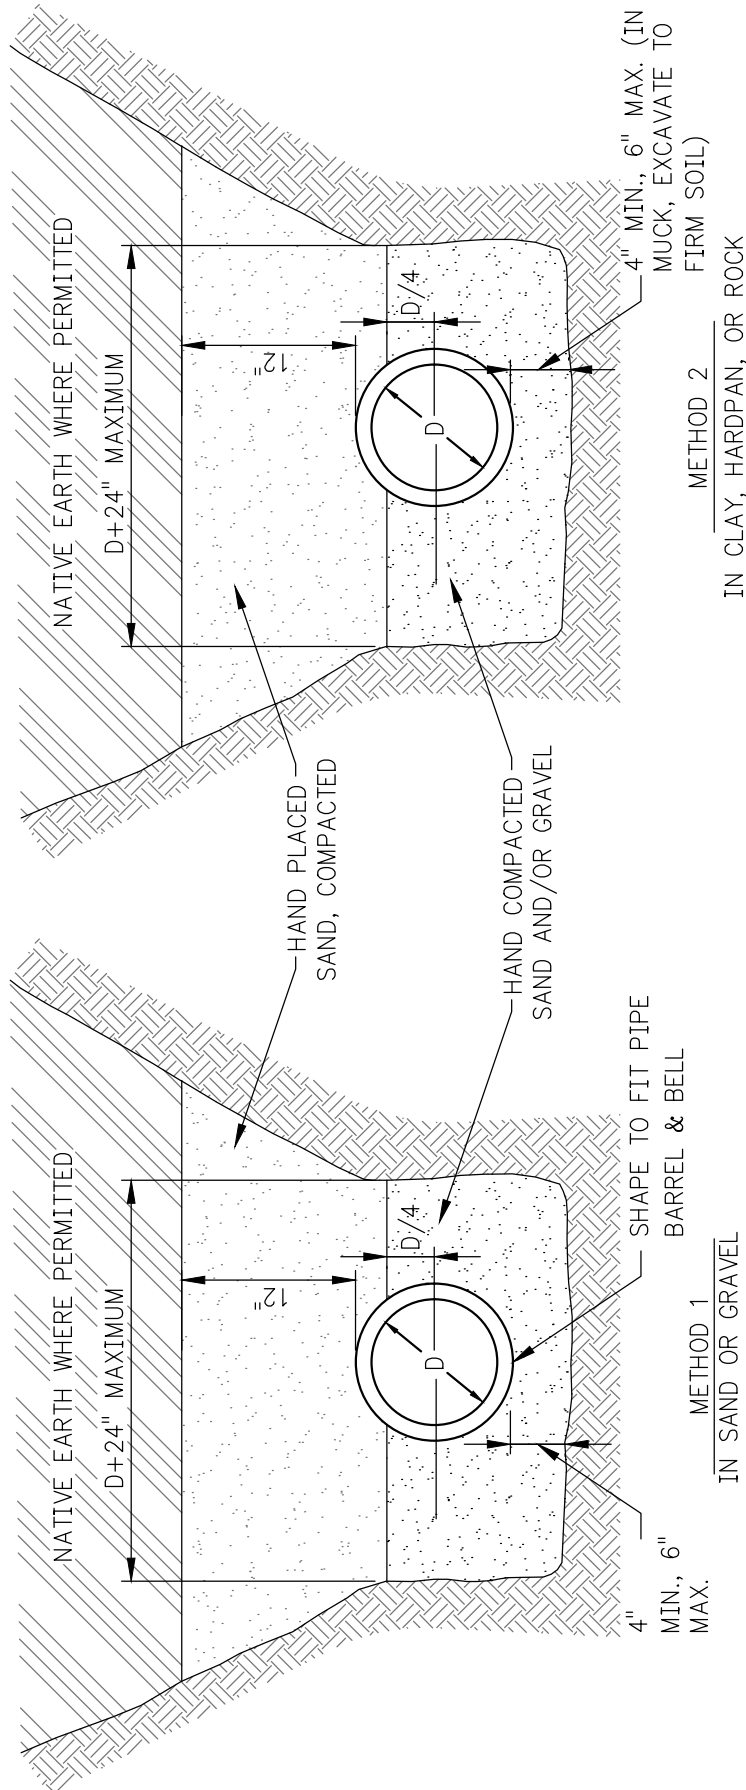 NATIVE EARTH WHERE PERMITTED
D+24" MAXIMUM
12"
D/4
D
4"
MIN., 6"
MAX.
SHAPE TO FIT PIPE
BARREL & BELL
METHOD 1
IN SAND OR GRAVEL
HAND PLACED
SAND, COMPACTED
HAND COMPACTED
SAND AND/OR GRAVEL
NATIVE EARTH WHERE PERMITTED
D+24" MAXIMUM
12"
D/4
D
4" MIN., 6" MAX. (IN
MUCK, EXCAVATE TO
FIRM SOIL)
METHOD 2
IN CLAY, HARDPAN, OR ROCK